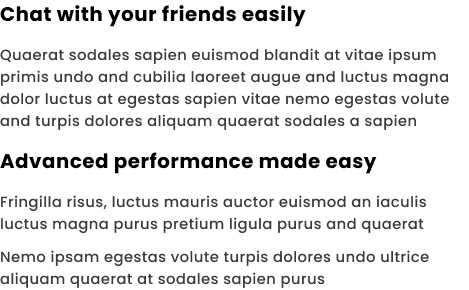 Chat with your friends easily
Quaerat sodales sapien euismod blandit at vitae ipsum
primis undo and cubilia laoreet augue and luctus magna
dolor luctus at egestas sapien vitae nemo egestas volute
and turpis dolores aliquam quaerat sodales a sapien
Advanced performance made easy
Fringilla risus, luctus mauris auctor euismod an iaculis
luctus magna purus pretium ligula purus and quaerat
Nemo ipsam egestas volute turpis dolores undo ultrice
aliquam quaerat at sodales sapien purus